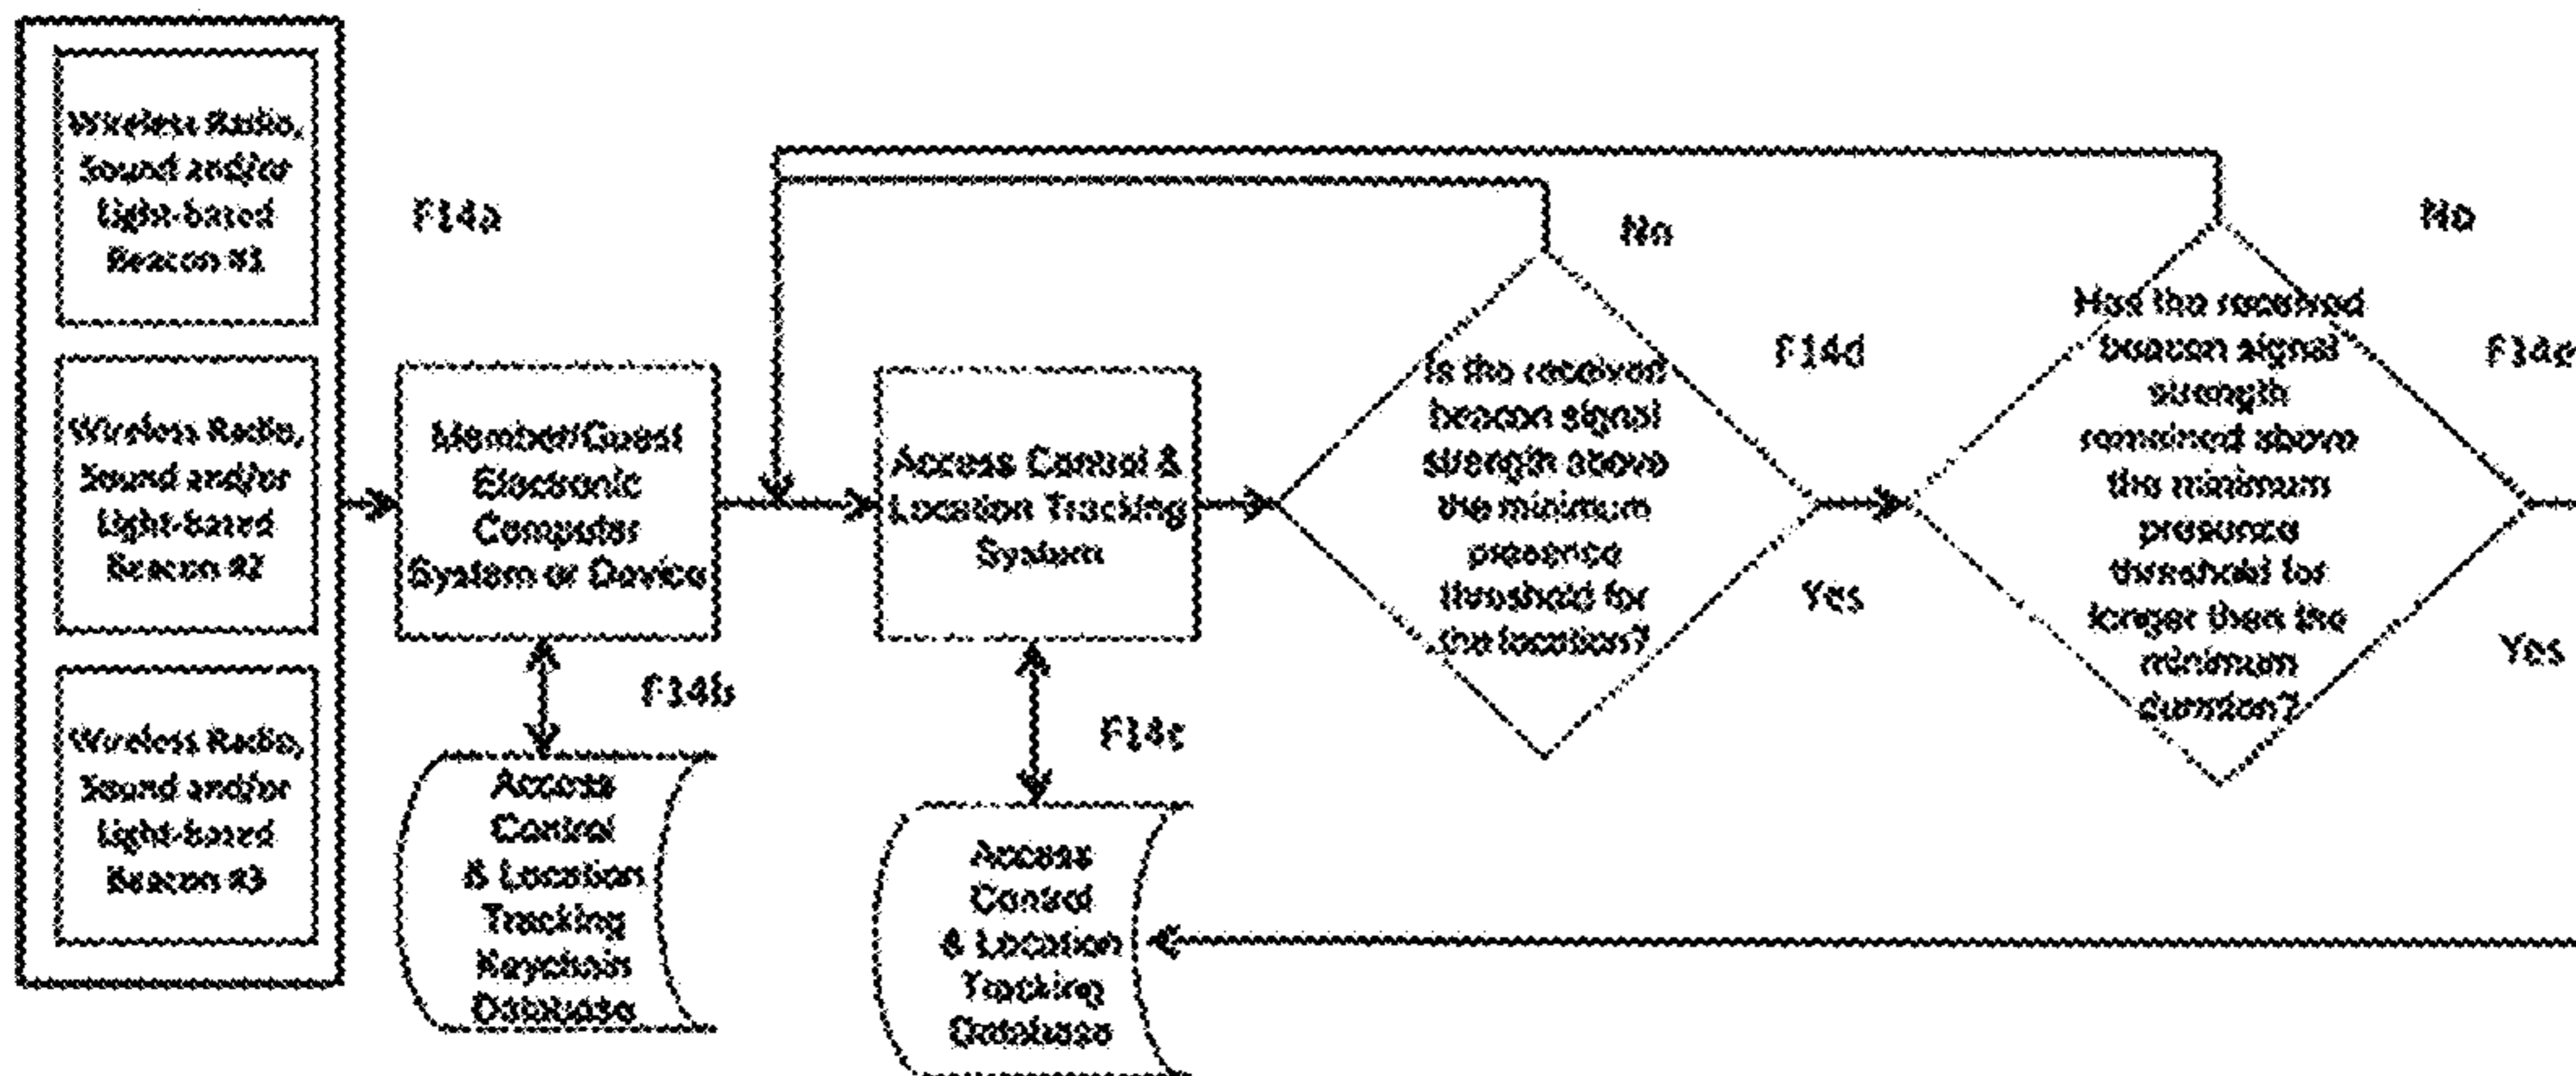 Wireless Radio,
Sound and/or
Light-based
Beacon #1
Wireless Radio,
Sound and/or
Light-based
Beacon #2
Wireless Radio,
Sound and/or
Light-based
Beacon #3
F14a
Member/Guest
Electronic
Computer
System or Device
F14b
Access
Control
& Location
Tracking
Keychain
Database
Access Control &
Location Tracking
System
F14c
Access
Control
& Location
Tracking
Database
No
Is the received
beacon signal
strength above
the minimum
presence
threshold for
the location?
F14d
Yes
No
Has the received
beacon signal
strength
remained above
the minimum
presence
threshold for
longer than the
minimum
duration?
F14e
Yes